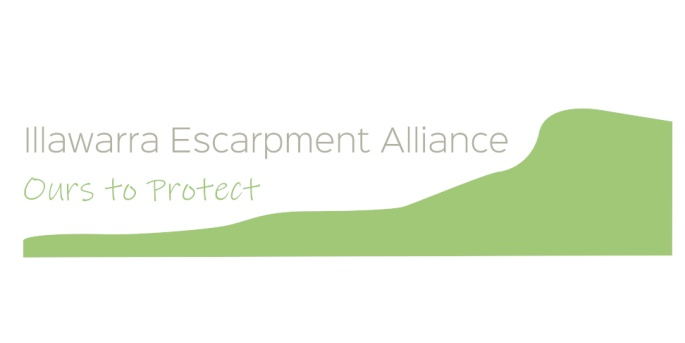 Illawarra Escarpment Alliance
Ours to Protect